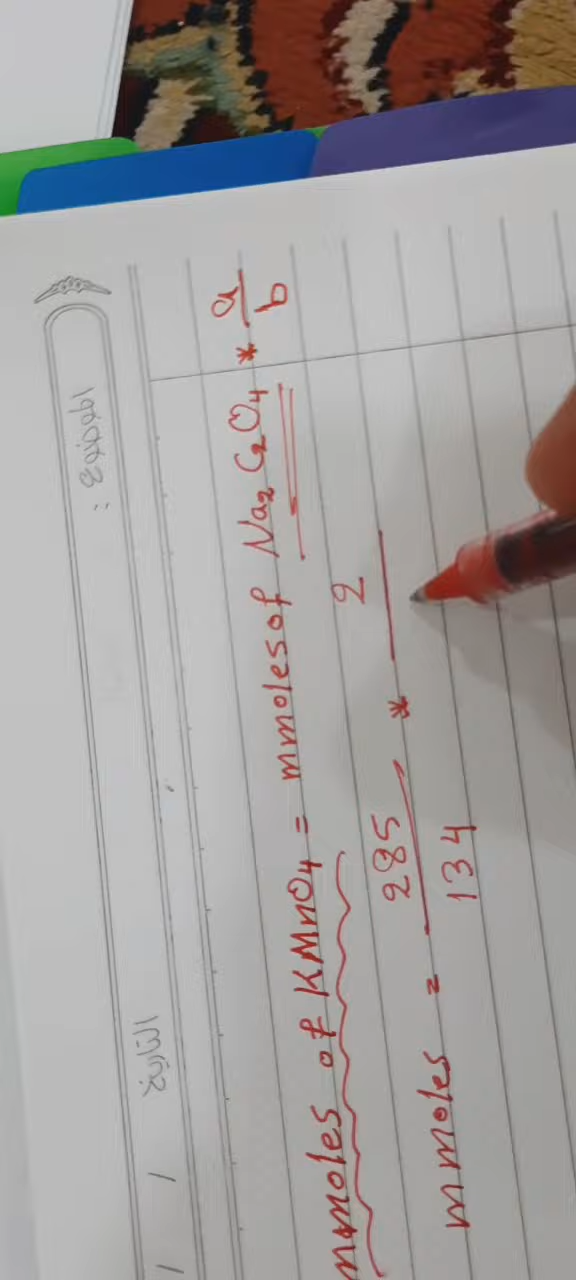 الموضوع :
التاريخ / /
mmoles of KMnO₄ = mmoles of Na₂C₂O₄ * a/b
mmoles = 285/134 * 2/